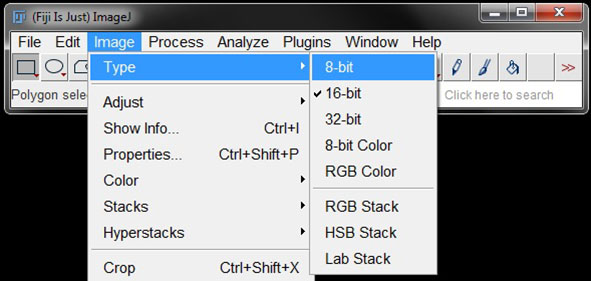 (Fiji Is Just) ImageJ
File Edit Image Process Analyze Plugins Window Help
>>
Polygon sele
Click here to search
Type
Adjust
Show Info... Ctrl+I
Properties... Ctrl+Shift+P
Color
Stacks
Hyperstacks
Crop Ctrl+Shift+X
8-bit
16-bit
32-bit
8-bit Color
RGB Color
RGB Stack
HSB Stack
Lab Stack